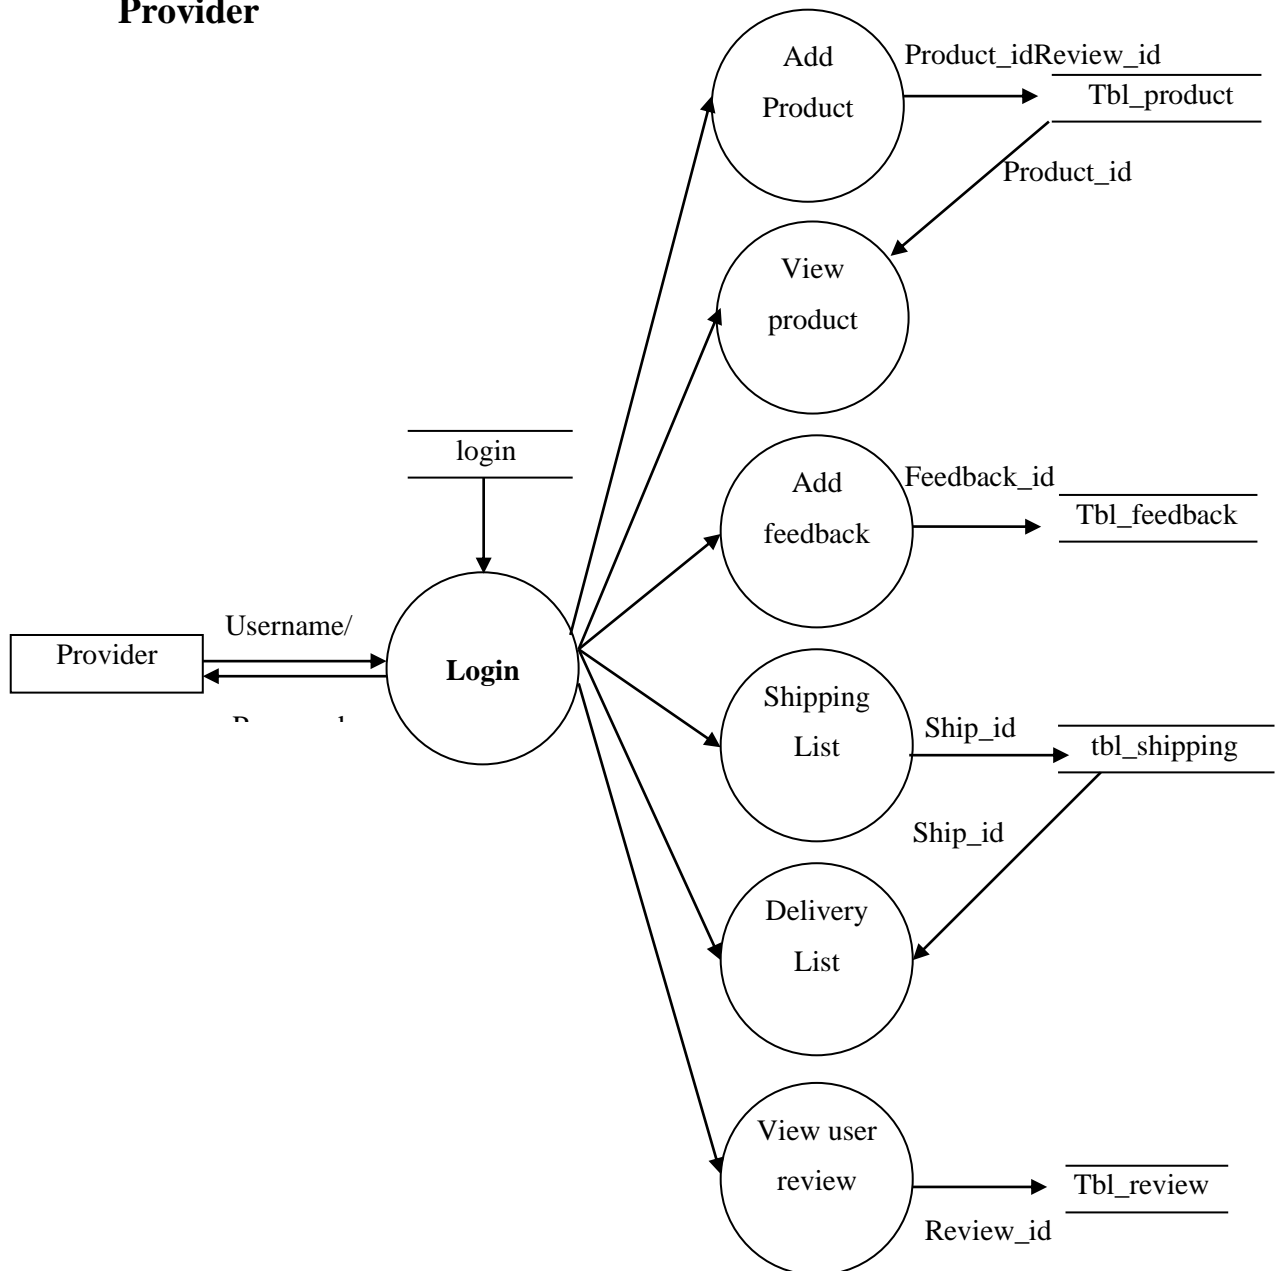 Provider
Add
Product
Product_idReview_id
Tbl_product
Product_id
View
product
login
Add
feedback
Feedback_id
Tbl_feedback
Username/
Provider
Login
Shipping
List
Ship_id
tbl_shipping
Ship_id
Delivery
List
View user
review
Tbl_review
Review_id